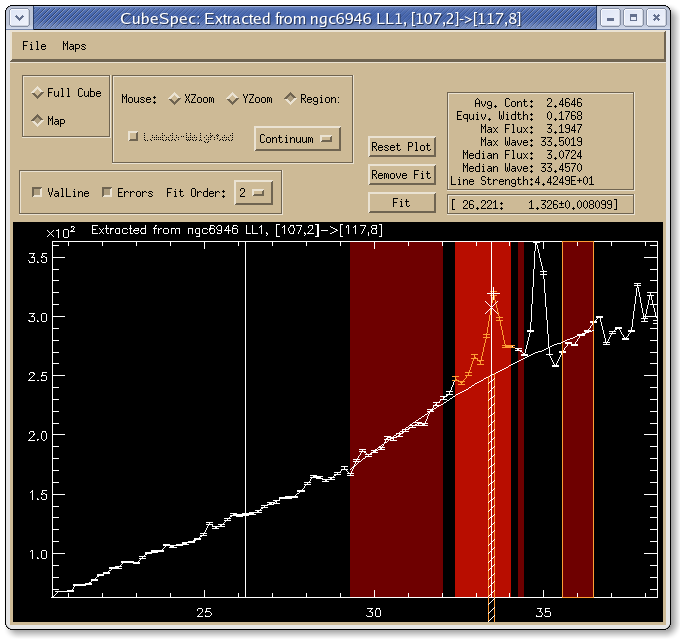 CubeSpec: Extracted from ngc6946 LL1, [107,2]->[117,8]
File Maps
Full Cube
Map
Mouse: XZoom YZoom Region:
Lambda-Weighted Continuum
ValLine Errors Fit Order: 2
Reset Plot
Remove Fit
Fit
Avg. Cont: 2.4646
Equiv. Width: 0.1768
Max Flux: 3.1947
Max Wave: 33.5019
Median Flux: 3.0724
Median Wave: 33.4570
Line Strength:4.4249E+01
[ 26.221: 1.326±0.008099]
×10² Extracted from ngc6946 LL1, [107,2]->[117,8]
3.5
3.0
2.5
2.0
1.5
1.0
25 30 35